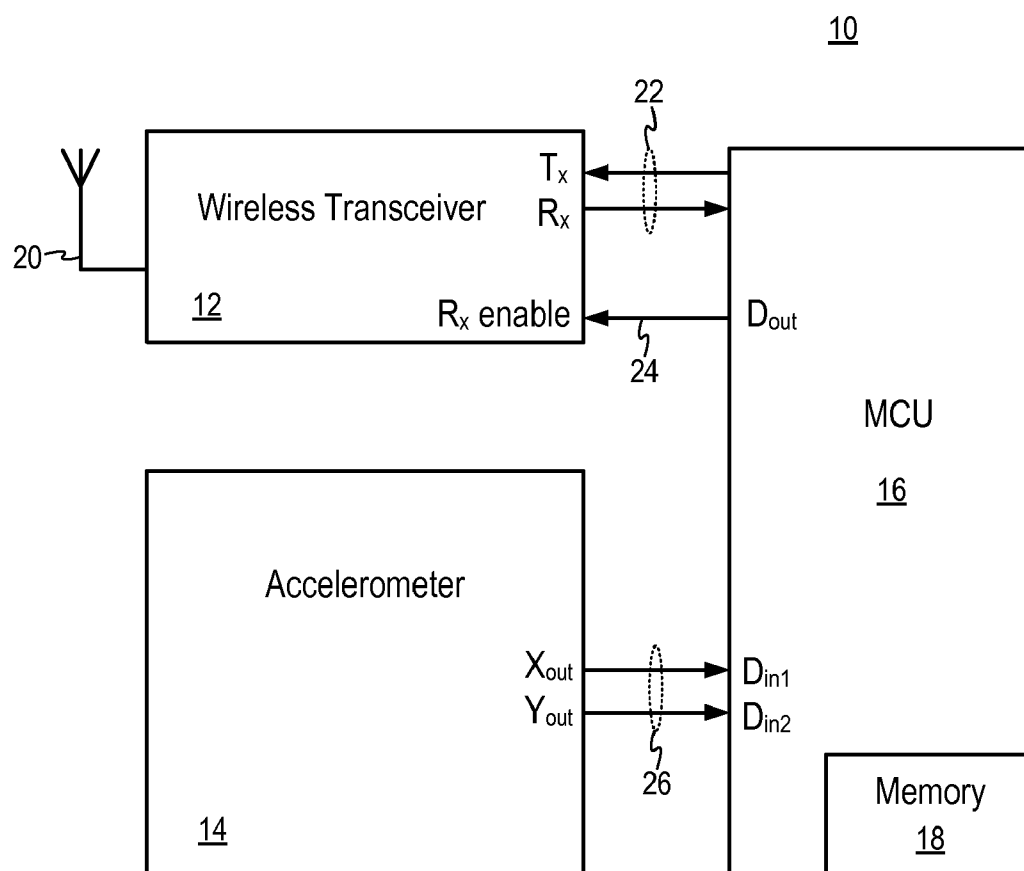 10
22
Tx
Wireless Transceiver
Rx
20
12
Rx enable
Dout
24
MCU
16
Accelerometer
Xout
Din1
Yout
Din2
26
Memory
14
18